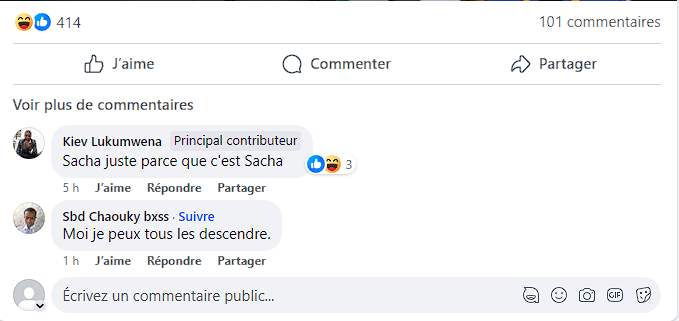 414 101 commentaires
J'aime Commenter Partager
Voir plus de commentaires
Kiev Lukumwena Principal contributeur
Sacha juste parce que c'est Sacha
3
5 h J'aime Répondre Partager
Sbd Chaouky bxss · Suivre
Moi je peux tous les descendre.
1 h J'aime Répondre Partager
Écrivez un commentaire public...
GIF